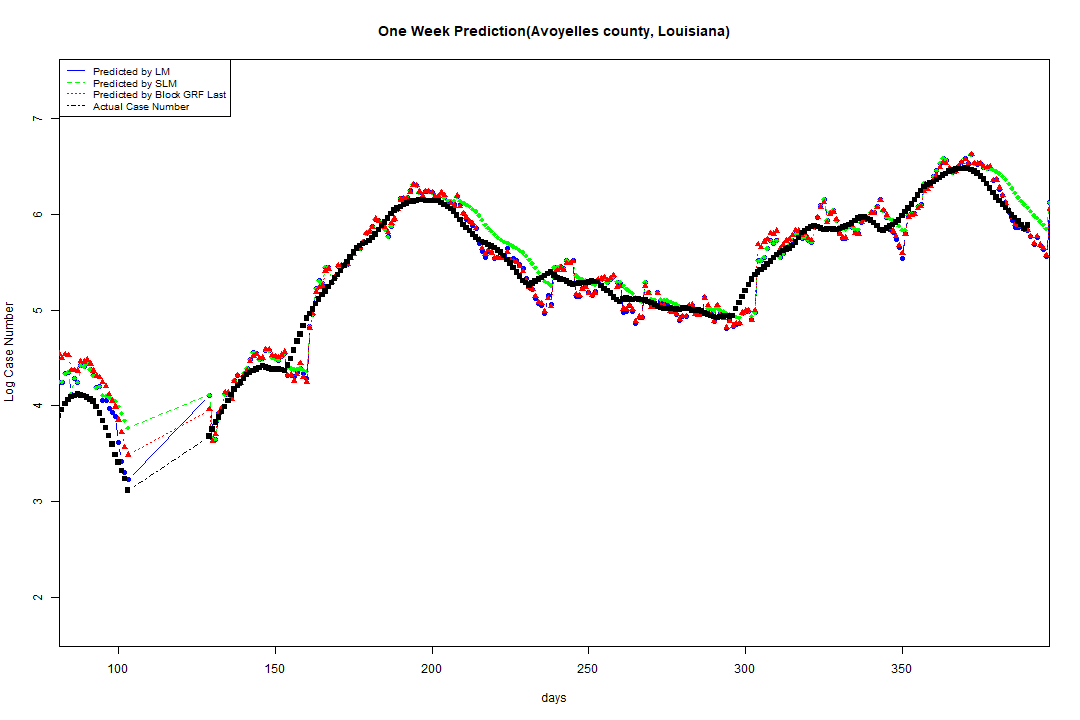 One Week Prediction(Avoyelles county, Louisiana)
Predicted by LM
Predicted by SLM
Predicted by Block GRF Last
Actual Case Number
Log Case Number
7
6
5
4
3
2
100 150 200 250 300 350
days